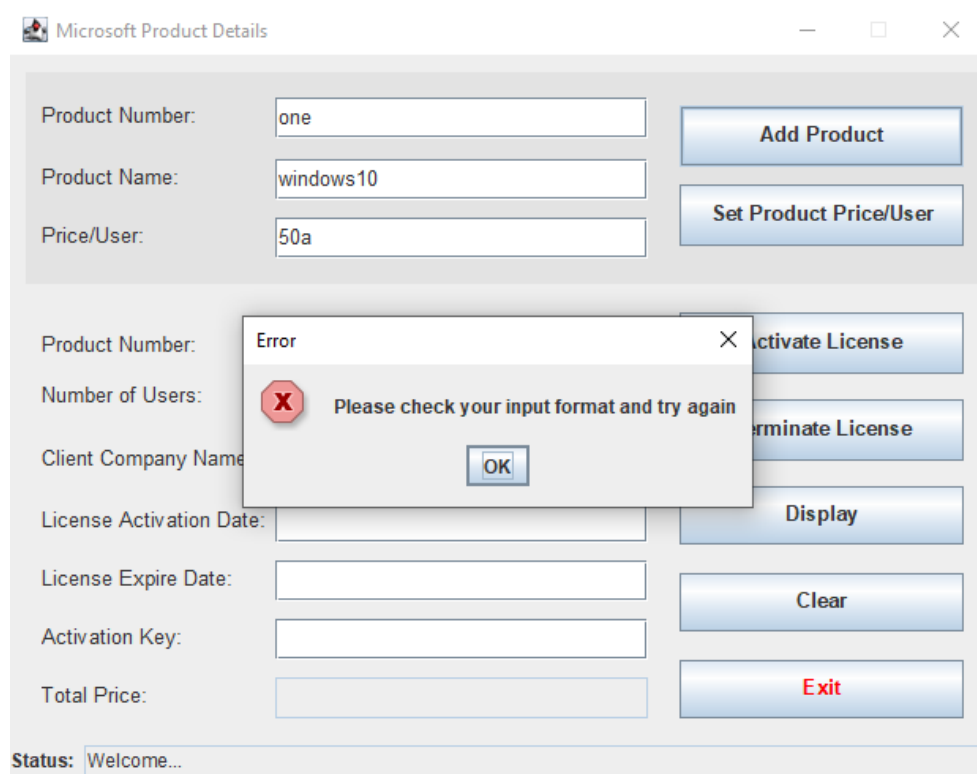 Microsoft Product Details
Product Number: one
Add Product
Product Name: windows10
Set Product Price/User
Price/User: 50a
Error
Please check your input format and try again
OK
Product Number:
Activate License
Number of Users:
Terminate License
Client Company Name
License Activation Date:
Display
License Expire Date:
Clear
Activation Key:
Total Price:
Exit
Status: Welcome...